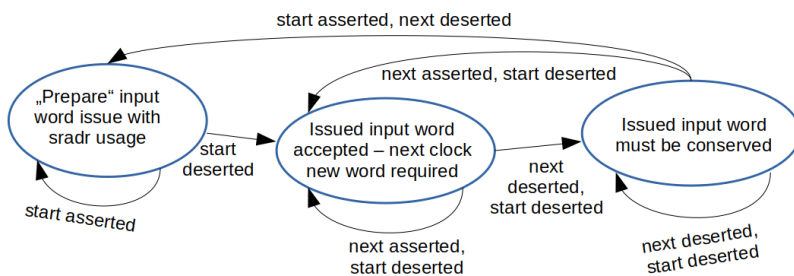 start asserted, next deserted
next asserted, start deserted
„Prepare“ input
word issue with
sradr usage
start
deserted
Issued input word
accepted – next clock
new word required
next
deserted,
start deserted
Issued input word
must be conserved
start asserted
next asserted,
start deserted
next deserted,
start deserted